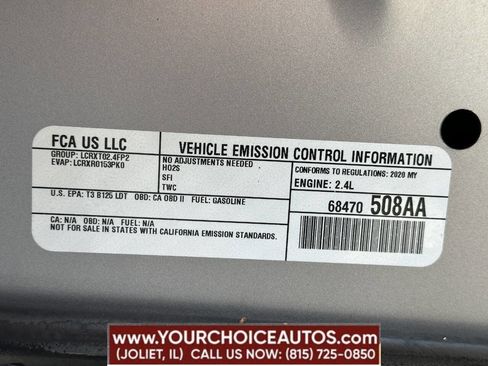 FCA US LLC
GROUP: LCRXT02.4FP2
EVAP: LCRXR0153PK0
VEHICLE EMISSION CONTROL INFORMATION
NO ADJUSTMENTS NEEDED
HO2S
SFI
TWC
CONFORMS TO REGULATIONS: 2020 MY
ENGINE: 2.4L
U.S. EPA: T3 B125 LDT OBD: CA OBD II FUEL: GASOLINE
68470 508AA
CA: N/A OBD: N/A FUEL: N/A
NOT FOR SALE IN STATES WITH CALIFORNIA EMISSION STANDARDS.
WWW.YOURCHOICEAUTOS.COM
(JOLIET, IL) CALL US NOW: (815) 725-0850